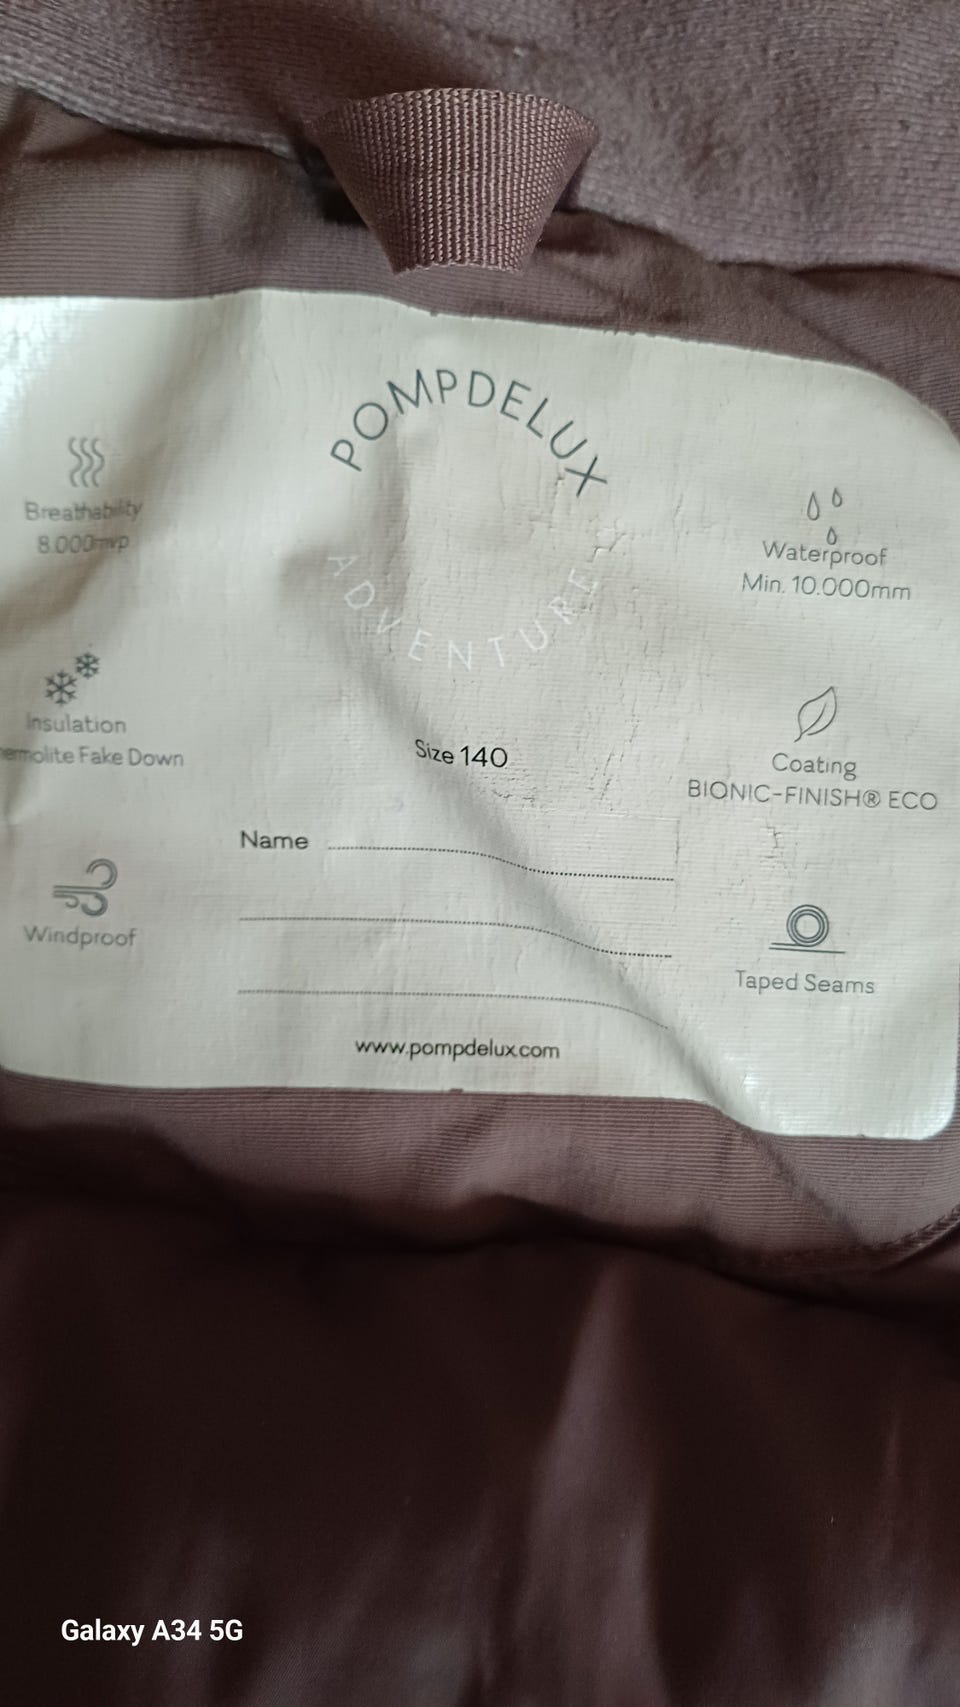 POMPDELUX
ADVENTURE
Breathability
8.000mvp
Waterproof
Min. 10.000mm
Insulation
Fake Down
Size 140
Coating
BIONIC-FINISH® ECO
Name
Windproof
Taped Seams
www.pompdelux.com
Galaxy A34 5G